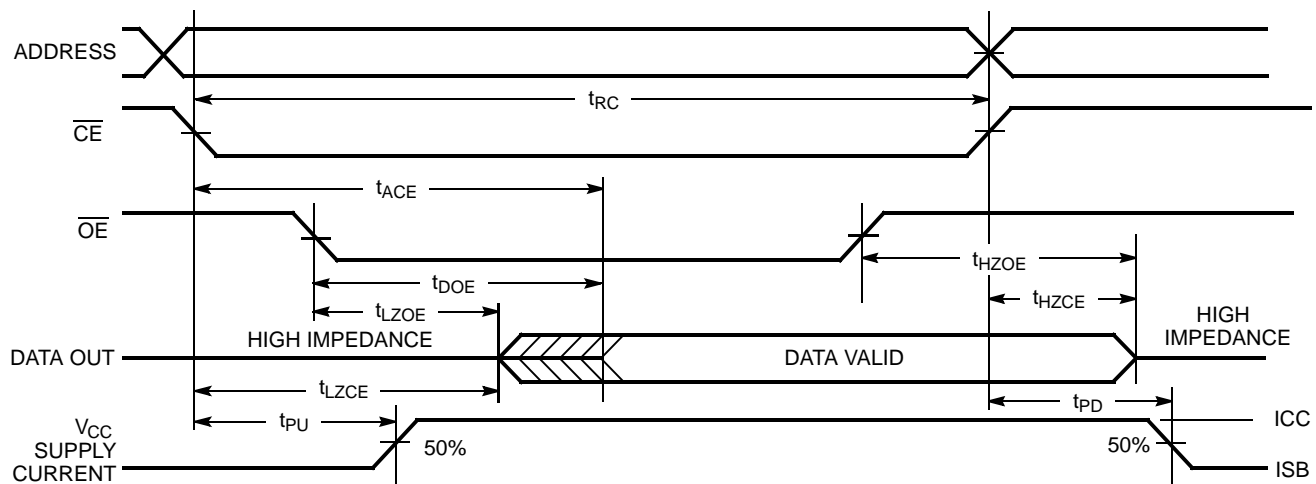 ADDRESS
tRC
CE
tACE
OE
tHZOE
tDOE
tLZOE
tHZCE
HIGH IMPEDANCE
HIGH
IMPEDANCE
DATA OUT
DATA VALID
tLZCE
tPU
tPD
VCC
SUPPLY
CURRENT
50%
50%
ICC
ISB